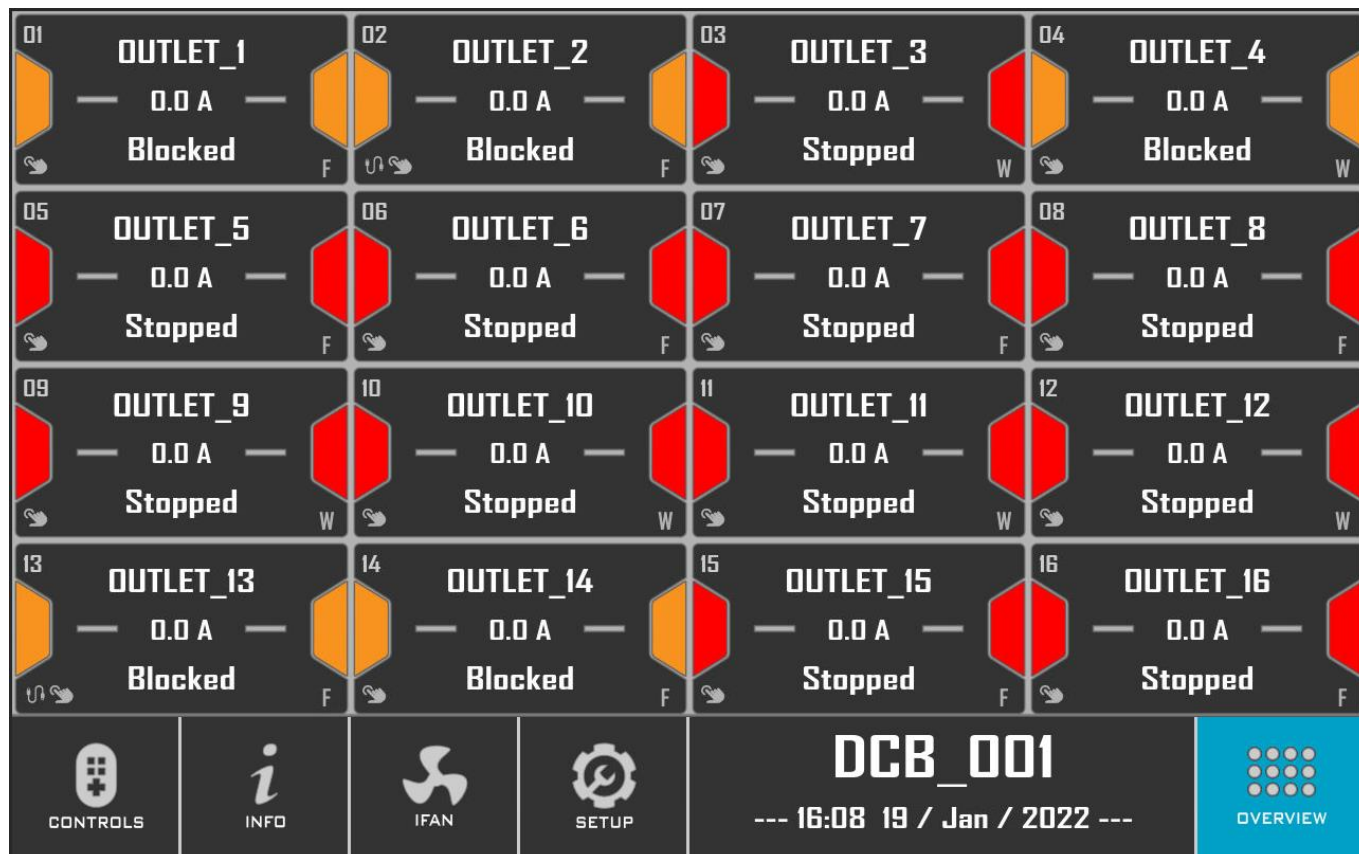 01 OUTLET_1
0.0 A
Blocked
F
02 OUTLET_2
0.0 A
Blocked
F
03 OUTLET_3
0.0 A
Stopped
W
04 OUTLET_4
0.0 A
Blocked
W
05 OUTLET_5
0.0 A
Stopped
F
06 OUTLET_6
0.0 A
Stopped
F
07 OUTLET_7
0.0 A
Stopped
F
08 OUTLET_8
0.0 A
Stopped
F
09 OUTLET_9
0.0 A
Stopped
W
10 OUTLET_10
0.0 A
Stopped
W
11 OUTLET_11
0.0 A
Stopped
W
12 OUTLET_12
0.0 A
Stopped
W
13 OUTLET_13
0.0 A
Blocked
F
14 OUTLET_14
0.0 A
Blocked
F
15 OUTLET_15
0.0 A
Stopped
F
16 OUTLET_16
0.0 A
Stopped
F
CONTROLS
INFO
IFAN
SETUP
DCB_001
--- 16:08 19 / Jan / 2022 ---
OVERVIEW